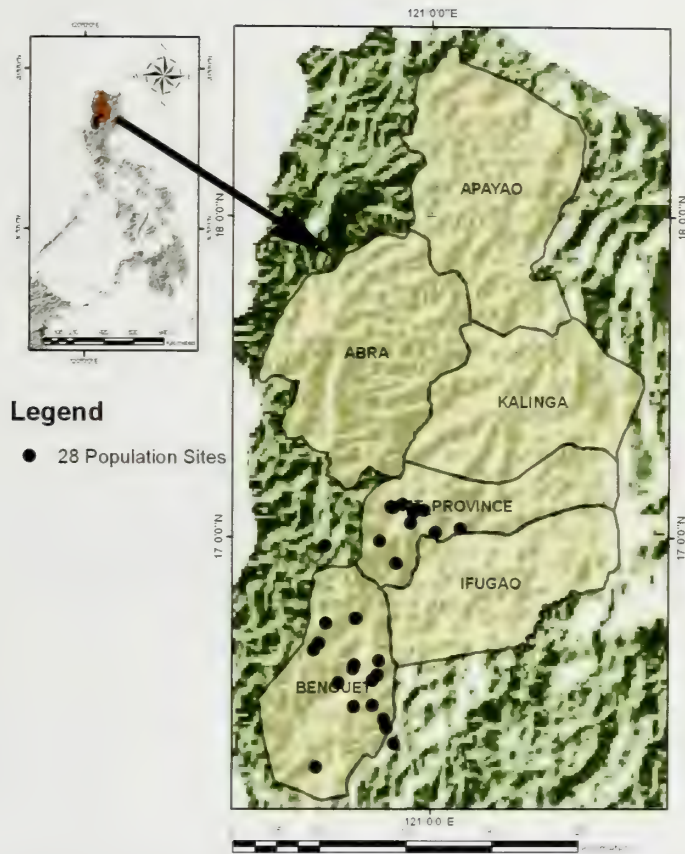 121 0'0"E
18 0'0"N
18 0'0"N
APAYAO
ABRA
KALINGA
Legend
28 Population Sites
PROVINCE
17 0'0"N
17 0'0"N
IFUGAO
BENGUET
121 0'0"E